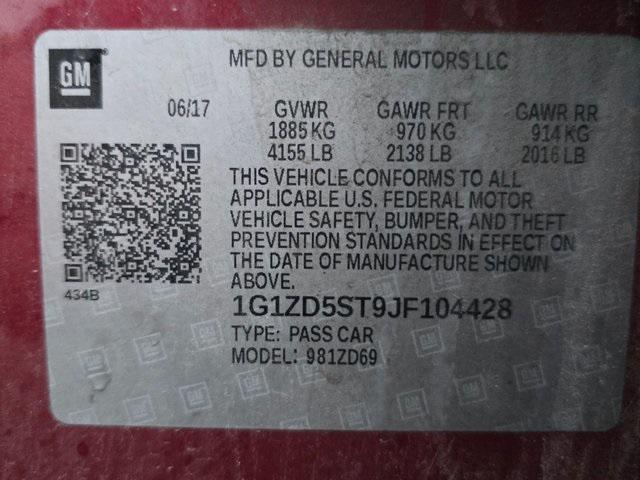 GM
MFD BY GENERAL MOTORS LLC
06/17 GVWR GAWR FRT GAWR RR
1885 KG 970 KG 914 KG
4155 LB 2138 LB 2016 LB
THIS VEHICLE CONFORMS TO ALL
APPLICABLE U.S. FEDERAL MOTOR
VEHICLE SAFETY, BUMPER, AND THEFT
PREVENTION STANDARDS IN EFFECT ON
THE DATE OF MANUFACTURE SHOWN
ABOVE.
434B
1G1ZD5ST9JF104428
TYPE: PASS CAR
MODEL: 981ZD69